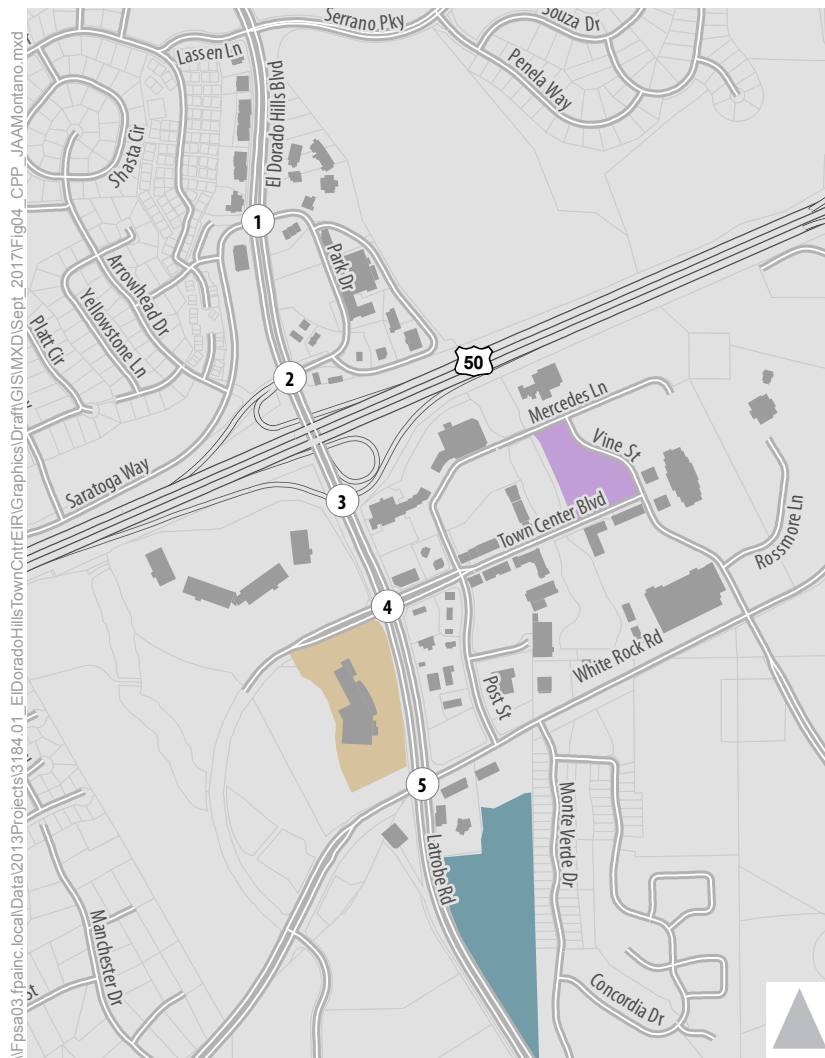 \Fpsa03.fpainc.local\Data\2013Projects\3184.01_ElDoradoHillsTownCntrEIR\Graphics\Draft\GIS\MXD\Sept_2017\Fig04_CPP_JAAMontano.mxd
Serrano Pky
Souza Dr
Lassen Ln
Penela Way
El Dorado Hills Blvd
Shasta Cir
1
Park Dr
Arrowhead Dr
Yellowstone Ln
Platt Cir
50
2
Mercedes Ln
Vine St
Saratoga Way
3
Town Center Blvd
Rossmore Ln
4
White Rock Rd
Post St
5
Monte Verde Dr
Latrobe Rd
Manchester Dr
Concordia Dr
St